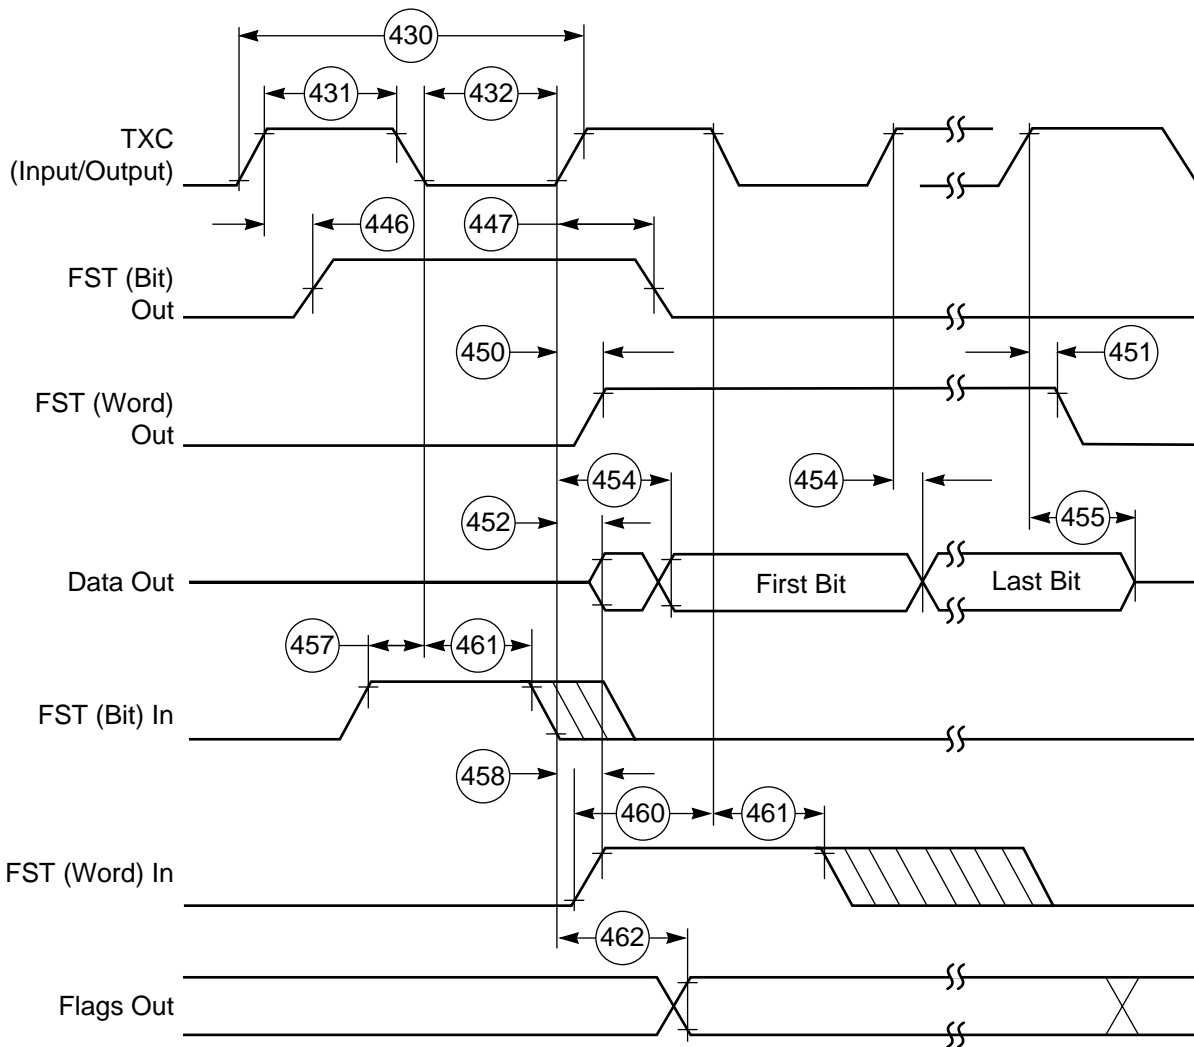 430
431
432
TXC
(Input/Output)
446
447
FST (Bit)
Out
450
451
FST (Word)
Out
454
454
452
455
Data Out
First Bit
Last Bit
457
461
FST (Bit) In
458
460
461
FST (Word) In
462
Flags Out